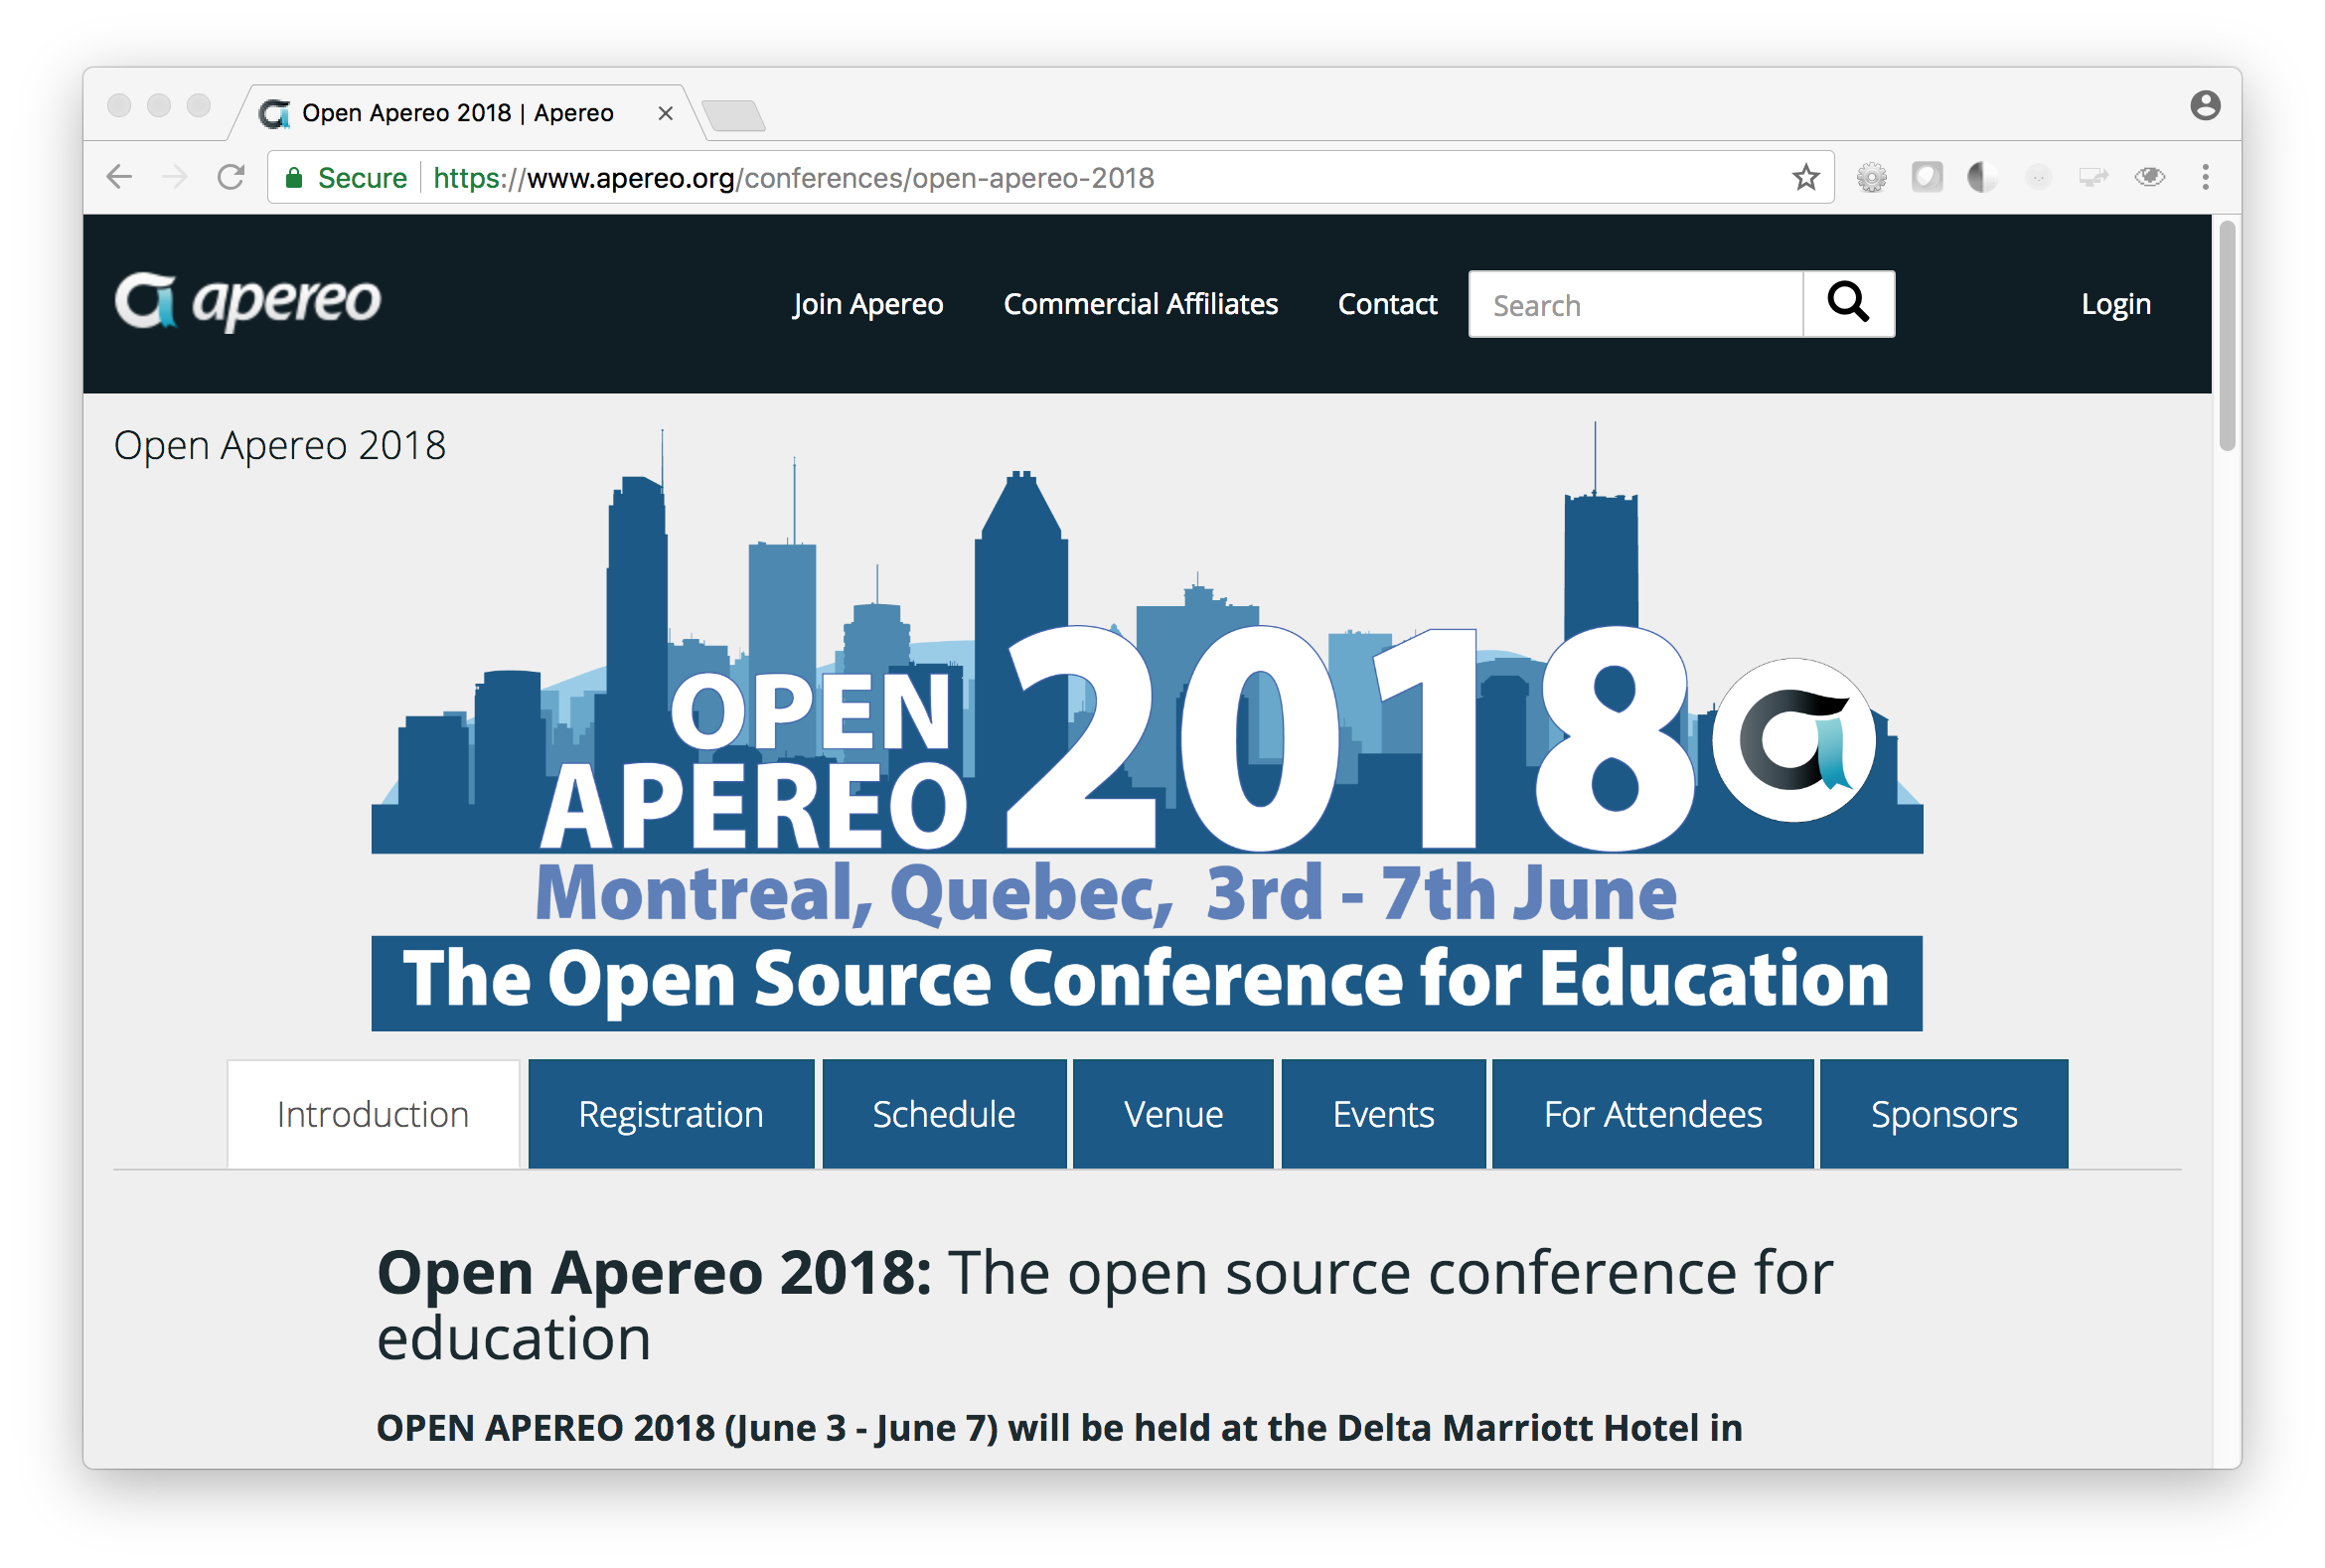 Open Apereo 2018 | Apereo
Secure https://www.apereo.org/conferences/open-apereo-2018
apereo Join Apereo Commercial Affiliates Contact Search Login
Open Apereo 2018
OPEN
APEREO 2018
Montreal, Quebec, 3rd - 7th June
The Open Source Conference for Education
Introduction Registration Schedule Venue Events For Attendees Sponsors
Open Apereo 2018: The open source conference for
education
OPEN APEREO 2018 (June 3 - June 7) will be held at the Delta Marriott Hotel in